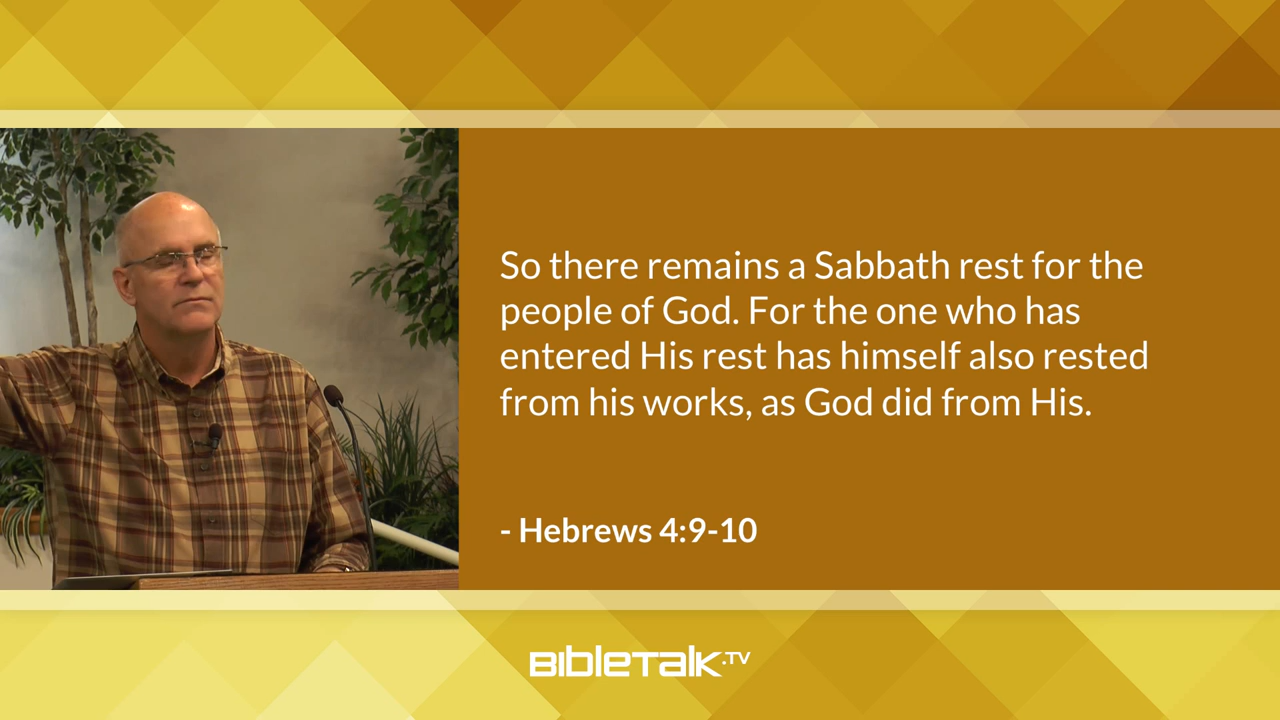 So there remains a Sabbath rest for the
people of God. For the one who has
entered His rest has himself also rested
from his works, as God did from His.
- Hebrews 4:9-10
BIBLETALK.TV